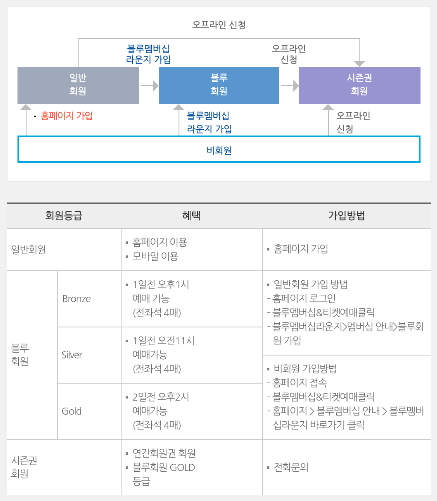 오프라인 신청
블루멤버십
라운지 가입
오프라인
신청
일반
회원
블루
회원
시즌권
회원
- 홈페이지 가입
블루멤버십
라운지 가입
오프라인
신청
비회원
회원등급 혜택 가입방법
일반회원
• 홈페이지 이용
• 모바일 이용
• 홈페이지 가입
블루
회원
Bronze
• 1일전 오후1시
예매 가능
(전좌석 4매)
Silver
• 1일전 오전11시
예매가능
(전좌석 4매)
Gold
• 2일전 오후2시
예매가능
(전좌석 4매)
• 일반회원 가입 방법
- 홈페이지 로그인
- 블루멤버십&티켓예매클릭
- 블루멤버십라운지>멤버십 안내>블루회
원 가입
• 비회원 가입방법
- 홈페이지 접속
- 블루멤버십&티켓예매클릭
- 홈페이지 > 블루멤버십 안내 > 블루멤버
십라운지 바로가기 클릭
시즌권
회원
• 연간회원권 회원
• 블루회원 GOLD
등급
• 전화문의